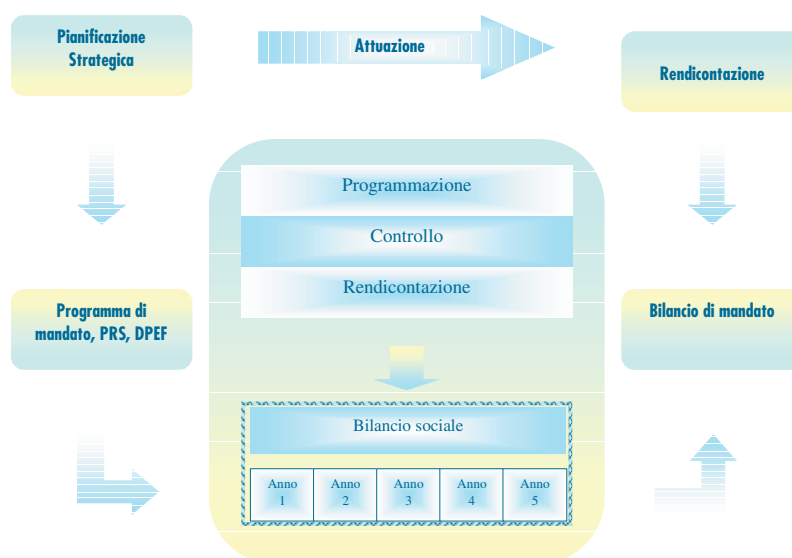 Pianificazione
Strategica
Attuazione
Rendicontazione
Programmazione
Controllo
Rendicontazione
Programma di
mandato, PRS, DPEF
Bilancio di mandato
Bilancio sociale
Anno
1
Anno
2
Anno
3
Anno
4
Anno
5